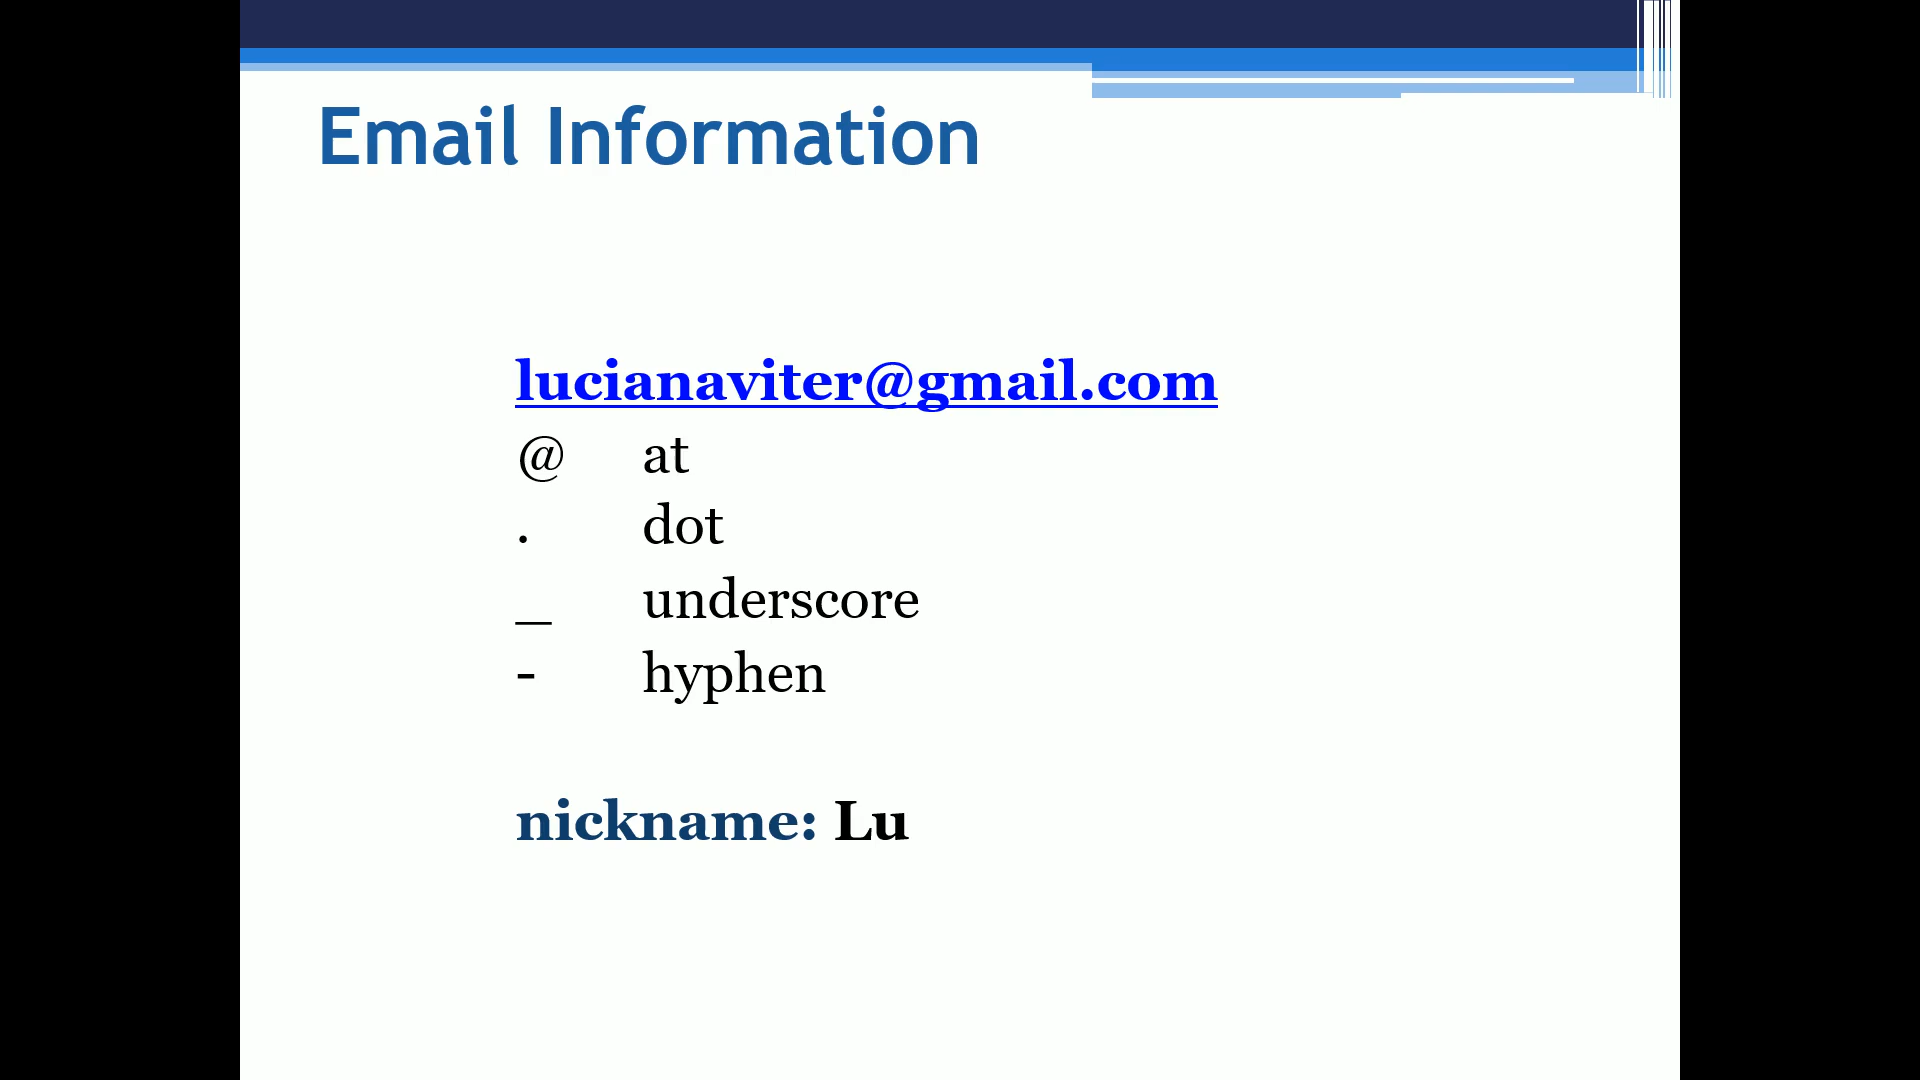 Email Information
lucianaviter@gmail.com
@ at
. dot
_ underscore
- hyphen
nickname: Lu